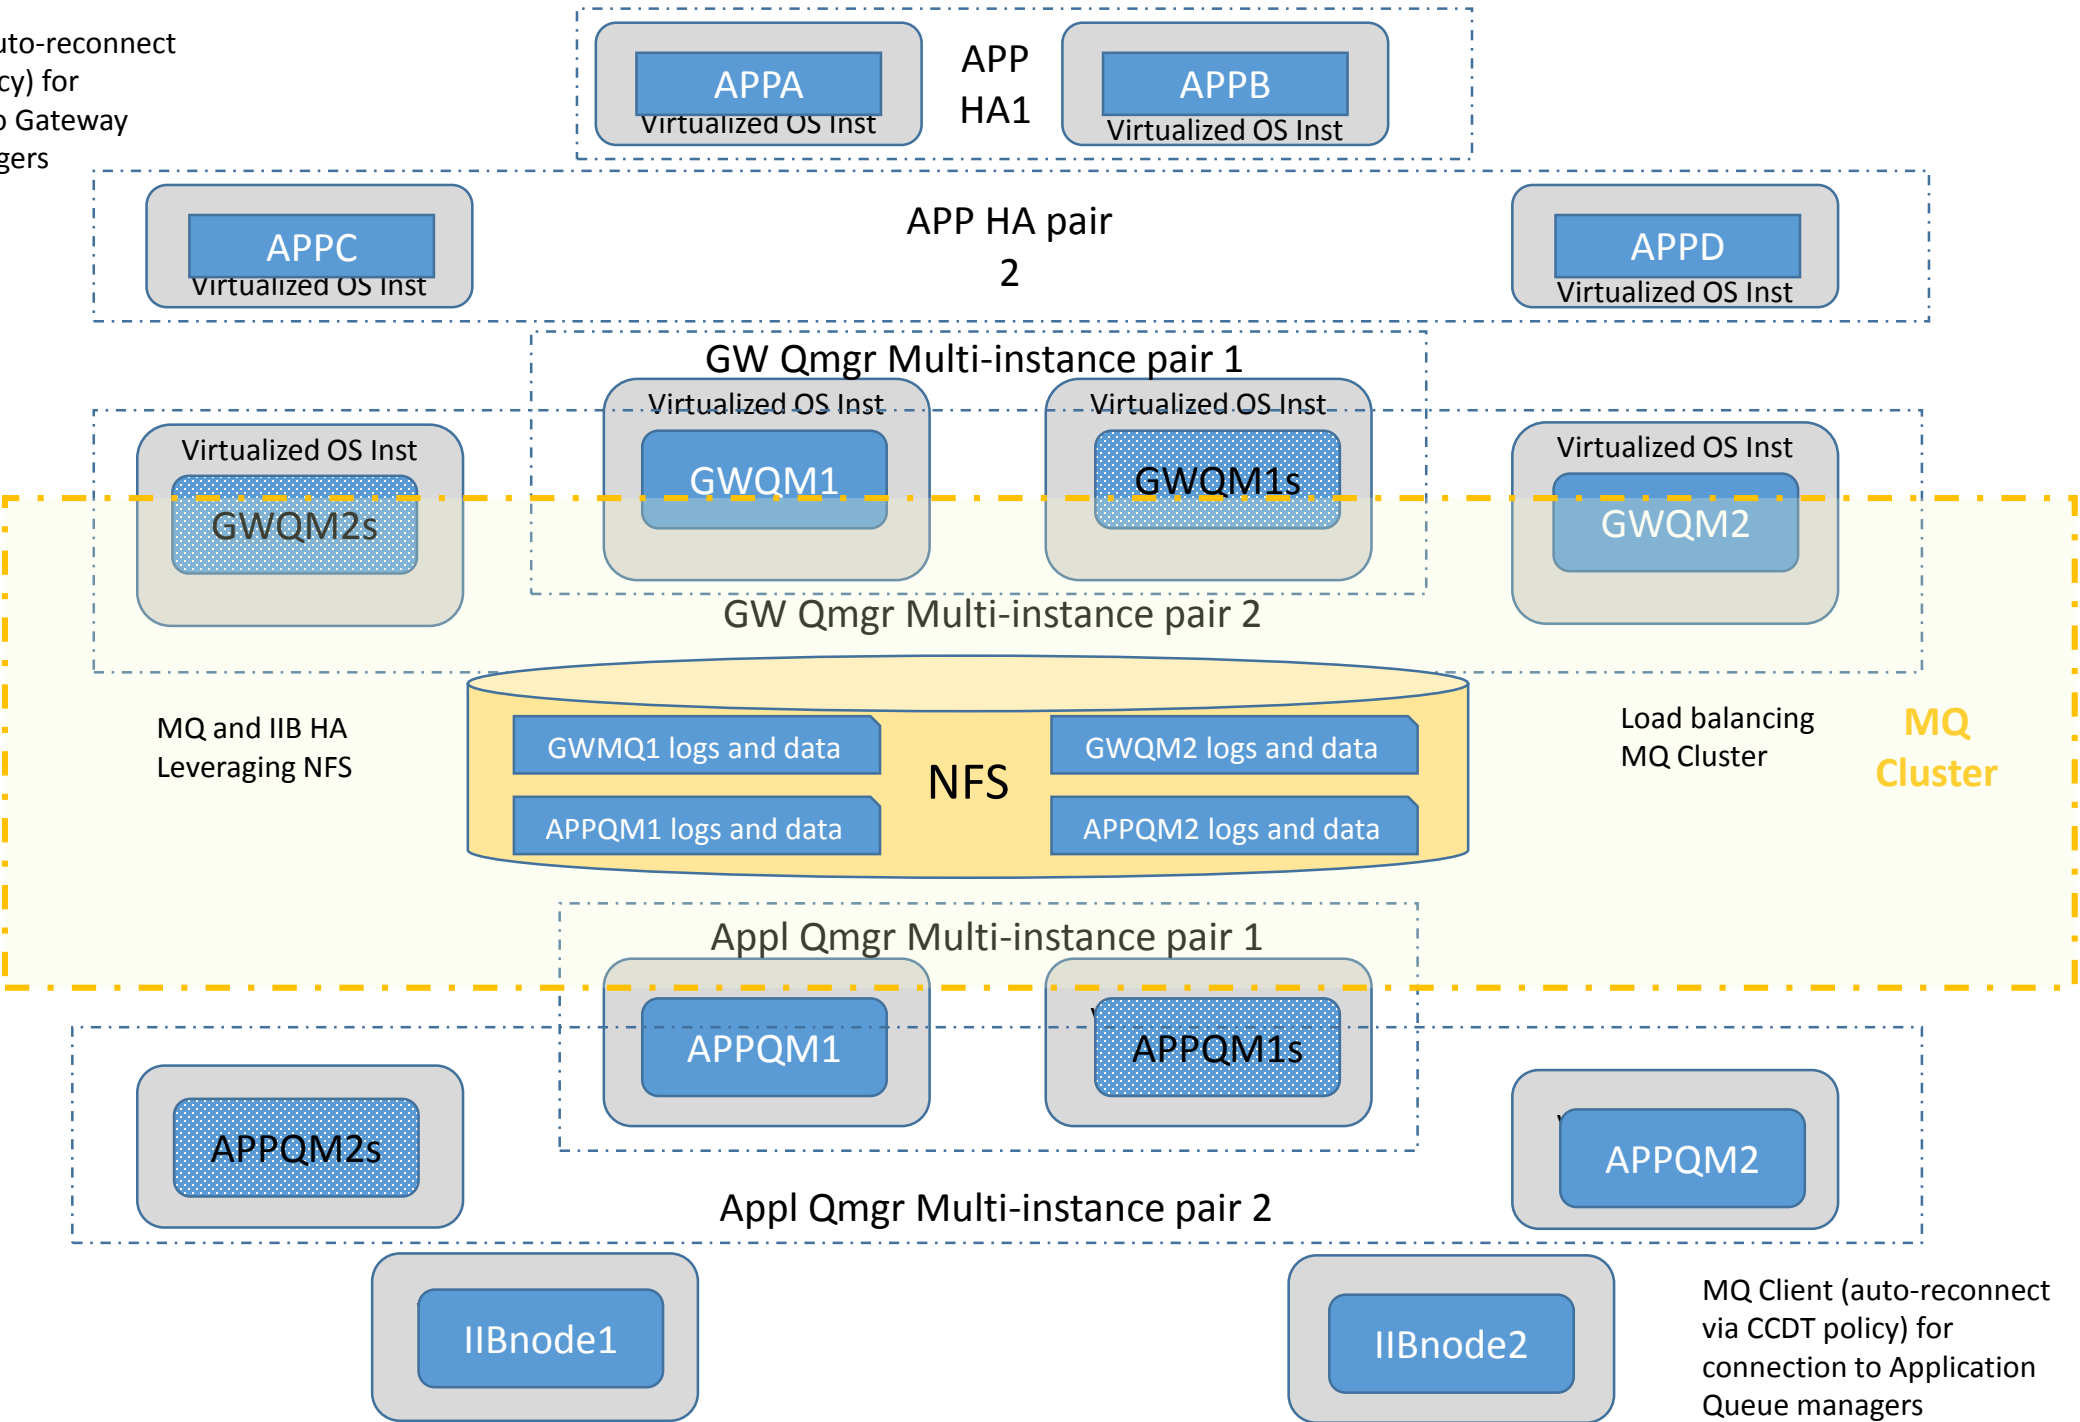 uto-reconnect
cy) for
o Gateway
gers
APPA
Virtualized OS Inst
APP
HA1
APPB
Virtualized OS Inst
APPC
Virtualized OS Inst
APP HA pair
2
APPD
Virtualized OS Inst
GW Qmgr Multi-instance pair 1
Virtualized OS Inst
GWQM1
Virtualized OS Inst
GWQM1s
Virtualized OS Inst
GWQM2s
Virtualized OS Inst
GWQM2
GW Qmgr Multi-instance pair 2
MQ and IIB HA
Leveraging NFS
GWMQ1 logs and data
APPQM1 logs and data
NFS
GWQM2 logs and data
APPQM2 logs and data
Load balancing
MQ Cluster
MQ
Cluster
Appl Qmgr Multi-instance pair 1
APPQM1
APPQM1s
APPQM2s
APPQM2
Appl Qmgr Multi-instance pair 2
IIBnode1
IIBnode2
MQ Client (auto-reconnect
via CCDT policy) for
connection to Application
Queue managers